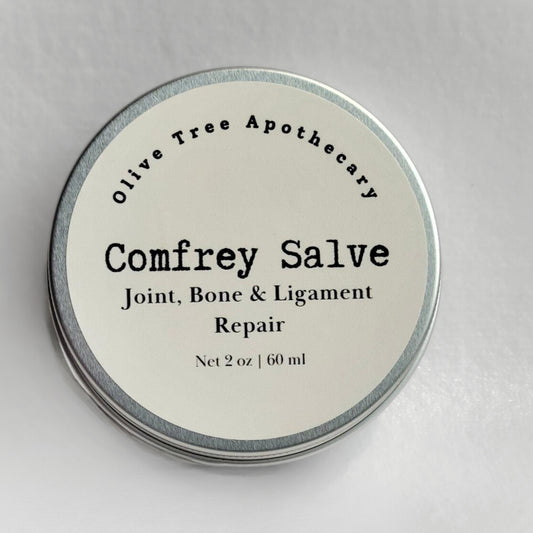 Olive Tree Apothecary
Comfrey Salve
Joint, Bone & Ligament
Repair
Net 2 oz | 60 ml